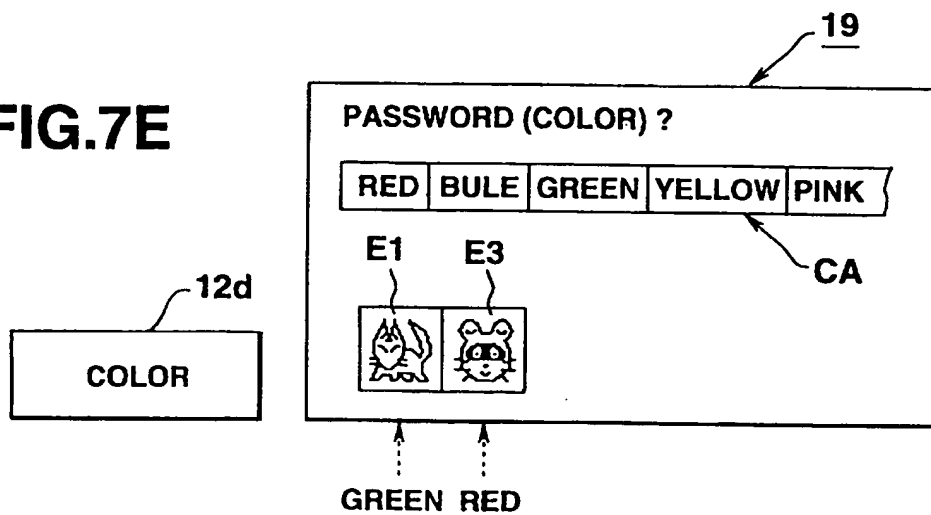 19
FIG.7E
PASSWORD (COLOR) ?
RED BULE GREEN YELLOW PINK
E1 E3 CA
12d
COLOR
GREEN RED